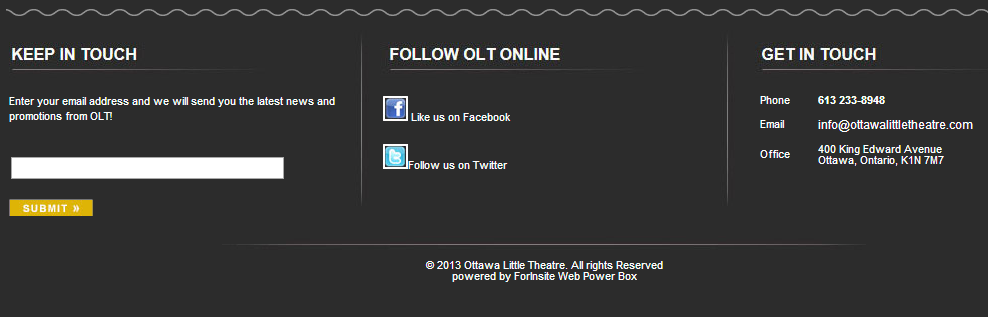 KEEP IN TOUCH
Enter your email address and we will send you the latest news and
promotions from OLT!
SUBMIT »
FOLLOW OLT ONLINE
f Like us on Facebook
t Follow us on Twitter
GET IN TOUCH
Phone 613 233-8948
Email info@ottawalittletheatre.com
Office 400 King Edward Avenue
Ottawa, Ontario, K1N 7M7
© 2013 Ottawa Little Theatre. All rights Reserved
powered by ForInsite Web Power Box